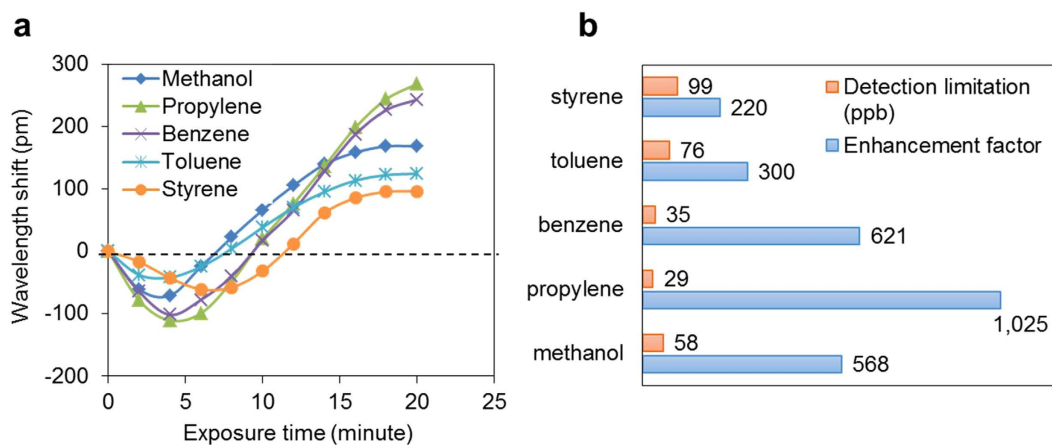 a
300
200
100
0
-100
-200
Wavelength shift (pm)
Methanol
Propylene
Benzene
Toluene
Styrene
0 5 10 15 20 25
Exposure time (minute)
b
styrene
99
220
toluene
76
300
benzene
35
621
propylene
29
1,025
methanol
58
568
Detection limitation
(ppb)
Enhancement factor